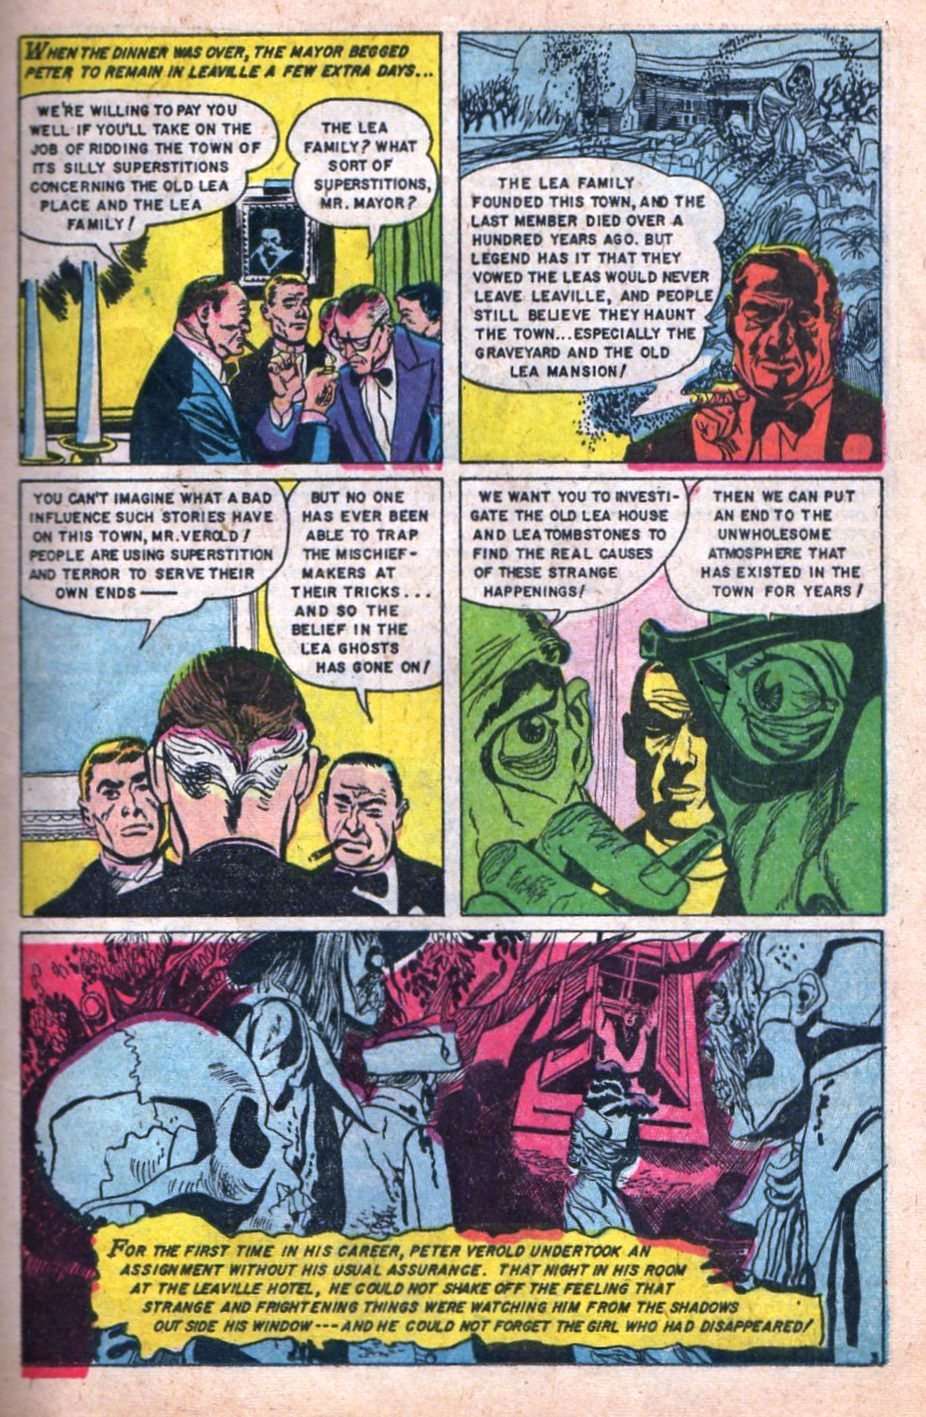 WHEN THE DINNER WAS OVER, THE MAYOR BEGGED
PETER TO REMAIN IN LEAVILLE A FEW EXTRA DAYS...
WE'RE WILLING TO PAY YOU
WELL IF YOU'LL TAKE ON THE
JOB OF RIDDING THE TOWN OF
ITS SILLY SUPERSTITIONS
CONCERNING THE OLD LEA
PLACE AND THE LEA
FAMILY!
THE LEA
FAMILY? WHAT
SORT OF
SUPERSTITIONS,
MR. MAYOR?
THE LEA FAMILY
FOUNDED THIS TOWN, AND THE
LAST MEMBER DIED OVER A
HUNDRED YEARS AGO. BUT
LEGEND HAS IT THAT THEY
VOWED THE LEAS WOULD NEVER
LEAVE LEAVILLE, AND PEOPLE
STILL BELIEVE THEY HAUNT
THE TOWN...ESPECIALLY THE
GRAVEYARD AND THE OLD
LEA MANSION!
YOU CAN'T IMAGINE WHAT A BAD
INFLUENCE SUCH STORIES HAVE
ON THIS TOWN, MR. VEROLD!
PEOPLE ARE USING SUPERSTITION
AND TERROR TO SERVE THEIR
OWN ENDS——
BUT NO ONE
HAS EVER BEEN
ABLE TO TRAP
THE MISCHIEF-
MAKERS AT
THEIR TRICKS...
AND SO THE
BELIEF IN THE
LEA GHOSTS
HAS GONE ON!
WE WANT YOU TO INVESTI-
GATE THE OLD LEA HOUSE
AND LEA TOMBSTONES TO
FIND THE REAL CAUSES
OF THESE STRANGE
HAPPENINGS!
THEN WE CAN PUT
AN END TO THE
UNWHOLESOME
ATMOSPHERE THAT
HAS EXISTED IN THE
TOWN FOR YEARS!
FOR THE FIRST TIME IN HIS CAREER, PETER VEROLD UNDERTOOK AN
ASSIGNMENT WITHOUT HIS USUAL ASSURANCE. THAT NIGHT IN HIS ROOM
AT THE LEAVILLE HOTEL, HE COULD NOT SHAKE OFF THE FEELING THAT
STRANGE AND FRIGHTENING THINGS WERE WATCHING HIM FROM THE SHADOWS
OUTSIDE HIS WINDOW---AND HE COULD NOT FORGET THE GIRL WHO HAD DISAPPEARED!
3